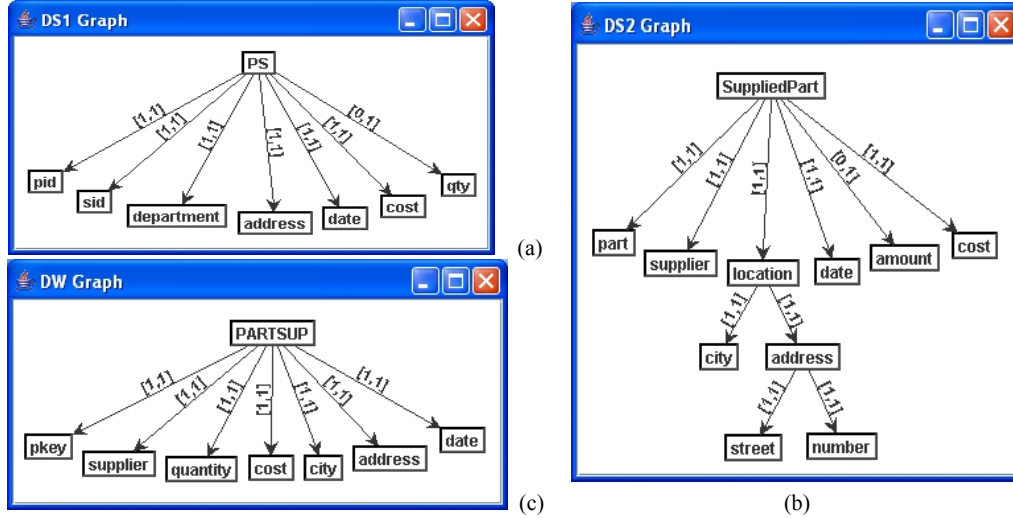 DS1 Graph
PS
[1,1]
[1,1]
[1,1]
[1,1]
[1,1]
[1,1]
[0,1]
pid
sid
department
address
date
cost
qty
(a)
DS2 Graph
SuppliedPart
[1,1]
[1,1]
[1,1]
[1,1]
[0,1]
[1,1]
part
supplier
location
date
amount
cost
[1,1]
[1,1]
city
address
[1,1]
[1,1]
street
number
(b)
DW Graph
PARTSUP
[1,1]
[1,1]
[1,1]
[1,1]
[1,1]
[1,1]
[1,1]
pkey
supplier
quantity
cost
city
address
date
(c)